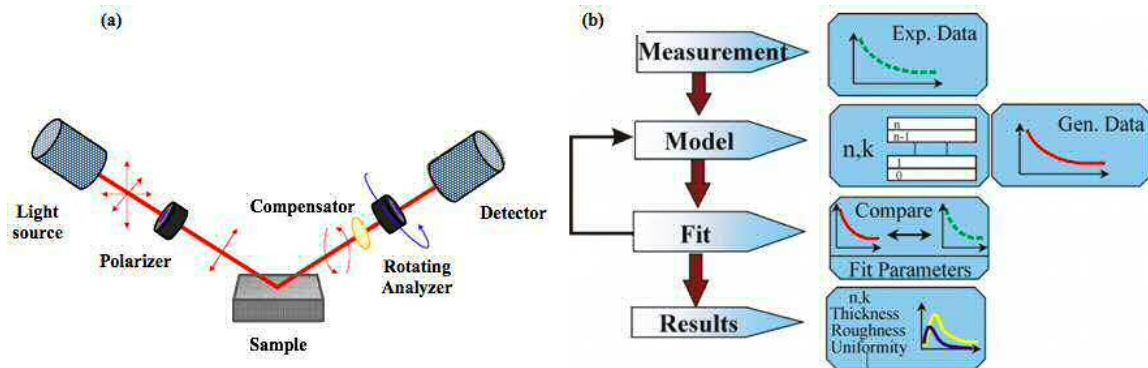 (a)
Light
source
Polarizer
Compensator
Sample
Rotating
Analyzer
Detector
(b)
Measurement
Exp. Data
Model
n,k
n
n-1
1
0
Gen. Data
Fit
Compare
Fit Parameters
Results
n,k
Thickness
Roughness
Uniformity